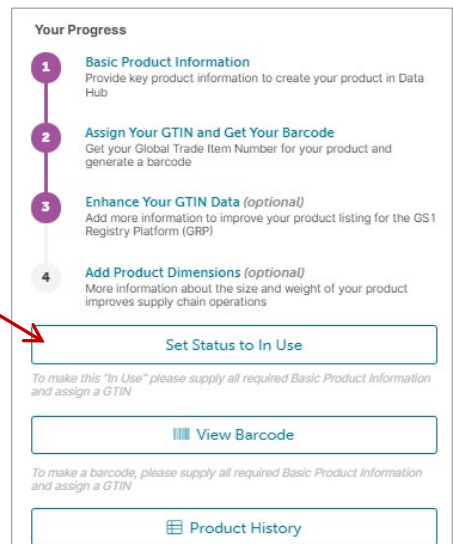 Your Progress
1
Basic Product Information
Provide key product information to create your product in Data
Hub
2
Assign Your GTIN and Get Your Barcode
Get your Global Trade Item Number for your product and
generate a barcode
3
Enhance Your GTIN Data (optional)
Add more information to improve your product listing for the GS1
Registry Platform (GRP)
4
Add Product Dimensions (optional)
More information about the size and weight of your product
improves supply chain operations
Set Status to In Use
To make this "In Use" please supply all required Basic Product Information
and assign a GTIN
View Barcode
To make a barcode, please supply all required Basic Product Information
and assign a GTIN
Product History